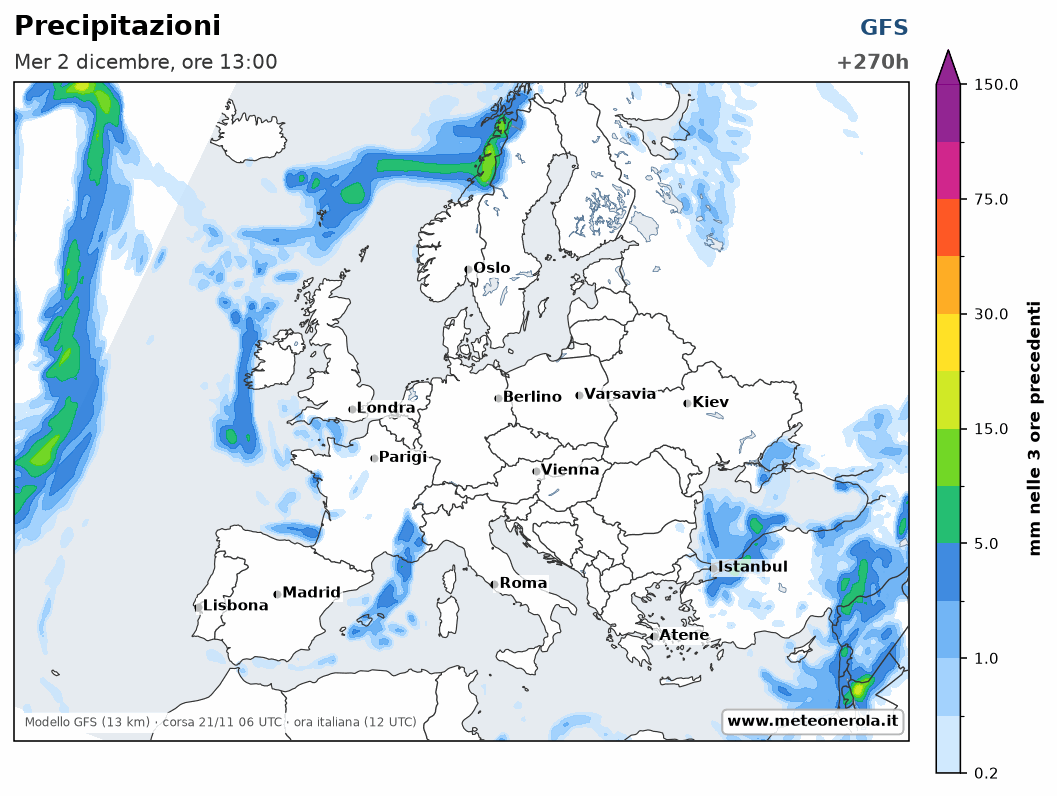 Precipitazioni
GFS
Mer 2 dicembre, ore 13:00
+270h
150.0
75.0
30.0
15.0
5.0
1.0
0.2
mm nelle 3 ore precedenti
Oslo
Berlino
Varsavia
Kiev
Londra
Parigi
Vienna
Istanbul
Roma
Madrid
Lisbona
Atene
Modello GFS (13 km) · corsa 21/11 06 UTC · ora italiana (12 UTC)
www.meteonerola.it